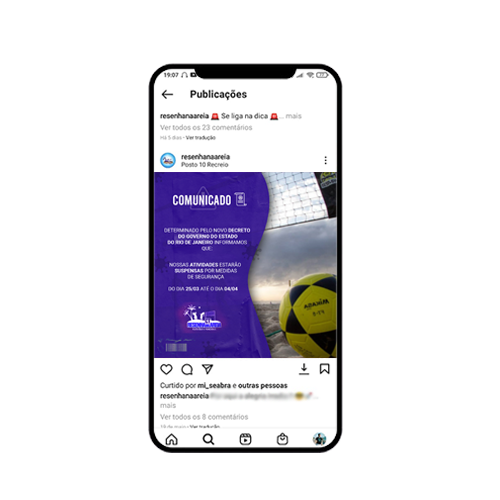 19:07
Publicações
resenhanaareia 🚨 Se liga na dica 🚨... mais
Ver todos os 23 comentários
Há 5 dias • Ver tradução
resenhanaareia
Posto 10 Recreio
COMUNICADO
DETERMINADO PELO NOVO DECRETO
DO GOVERNO DO ESTADO
DO RIO DE JANEIRO INFORMAMOS
QUE:
NOSSAS ATIVIDADES ESTARÃO
SUSPENSAS POR MEDIDAS
DE SEGURANÇA
DO DIA 25/03 ATÉ O DIA 04/04
Curtido por mi_seabra e outras pessoas
resenhanaareia
mais
Ver todos os 8 comentários
Ver tradução